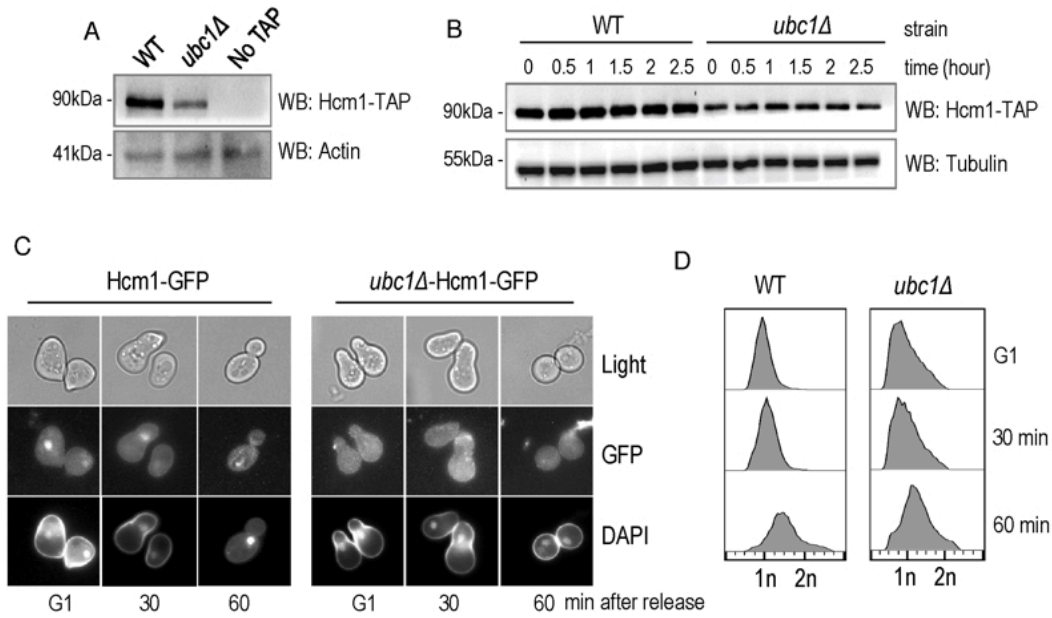 A
WT ubc1Δ No TAP
90kDa - WB: Hcm1-TAP
41kDa - WB: Actin
B
WT ubc1Δ strain
0 0.5 1 1.5 2 2.5 0 0.5 1 1.5 2 2.5 time (hour)
90kDa - WB: Hcm1-TAP
55kDa - WB: Tubulin
C
Hcm1-GFP ubc1Δ-Hcm1-GFP
Light
GFP
DAPI
G1 30 60 G1 30 60 min after release
D
WT ubc1Δ
G1
30 min
60 min
1n 2n 1n 2n